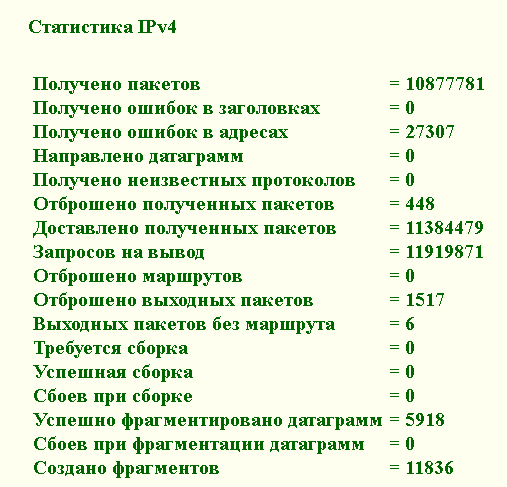 Статистика IPv4
Получено пакетов = 10877781
Получено ошибок в заголовках = 0
Получено ошибок в адресах = 27307
Направлено датаграмм = 0
Получено неизвестных протоколов = 0
Отброшено полученных пакетов = 448
Доставлено полученных пакетов = 11384479
Запросов на вывод = 11919871
Отброшено маршрутов = 0
Отброшено выходных пакетов = 1517
Выходных пакетов без маршрута = 6
Требуется сборка = 0
Успешная сборка = 0
Сбоев при сборке = 0
Успешно фрагментировано датаграмм = 5918
Сбоев при фрагментации датаграмм = 0
Создано фрагментов = 11836